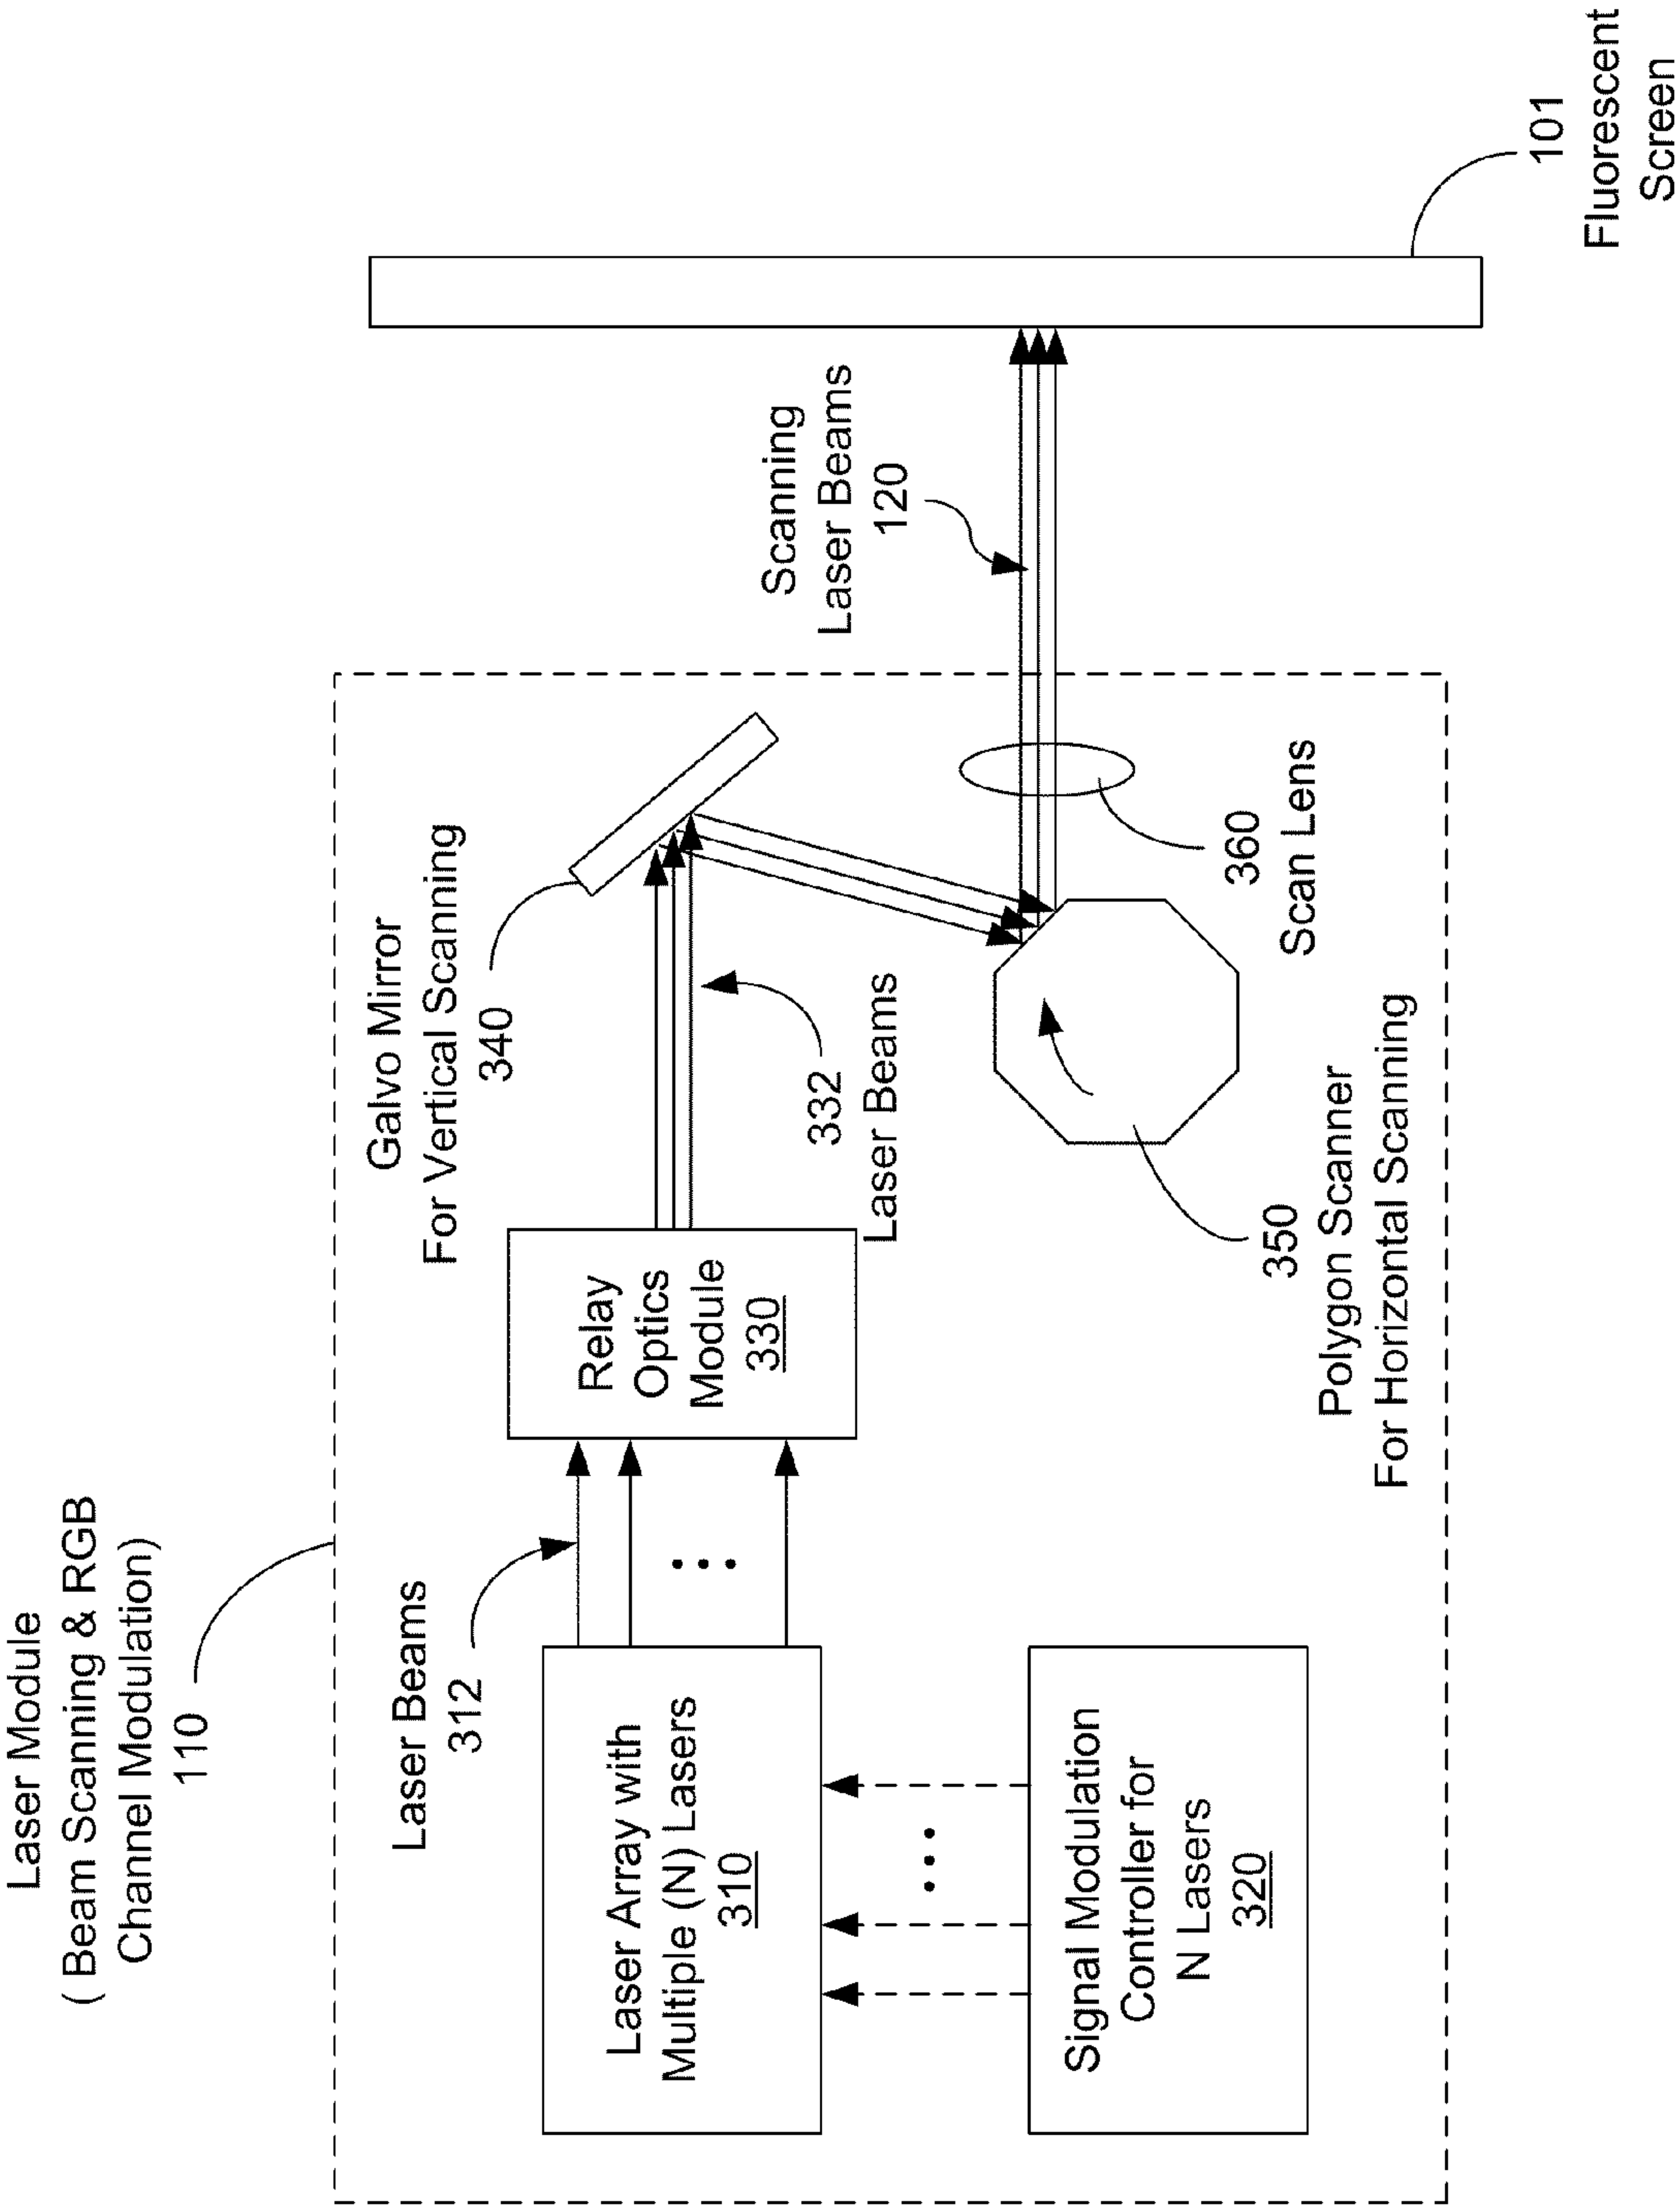 Laser Module
( Beam Scanning & RGB
Channel Modulation)
110
Laser Beams
312
Laser Array with
Multiple (N) Lasers
310
Signal Modulation
Controller for
N Lasers
320
Relay
Optics
Module
330
Galvo Mirror
For Vertical Scanning
340
332
Laser Beams
350
Polygon Scanner
For Horizontal Scanning
360
Scan Lens
Scanning
Laser Beams
120
101
Fluorescent
Screen